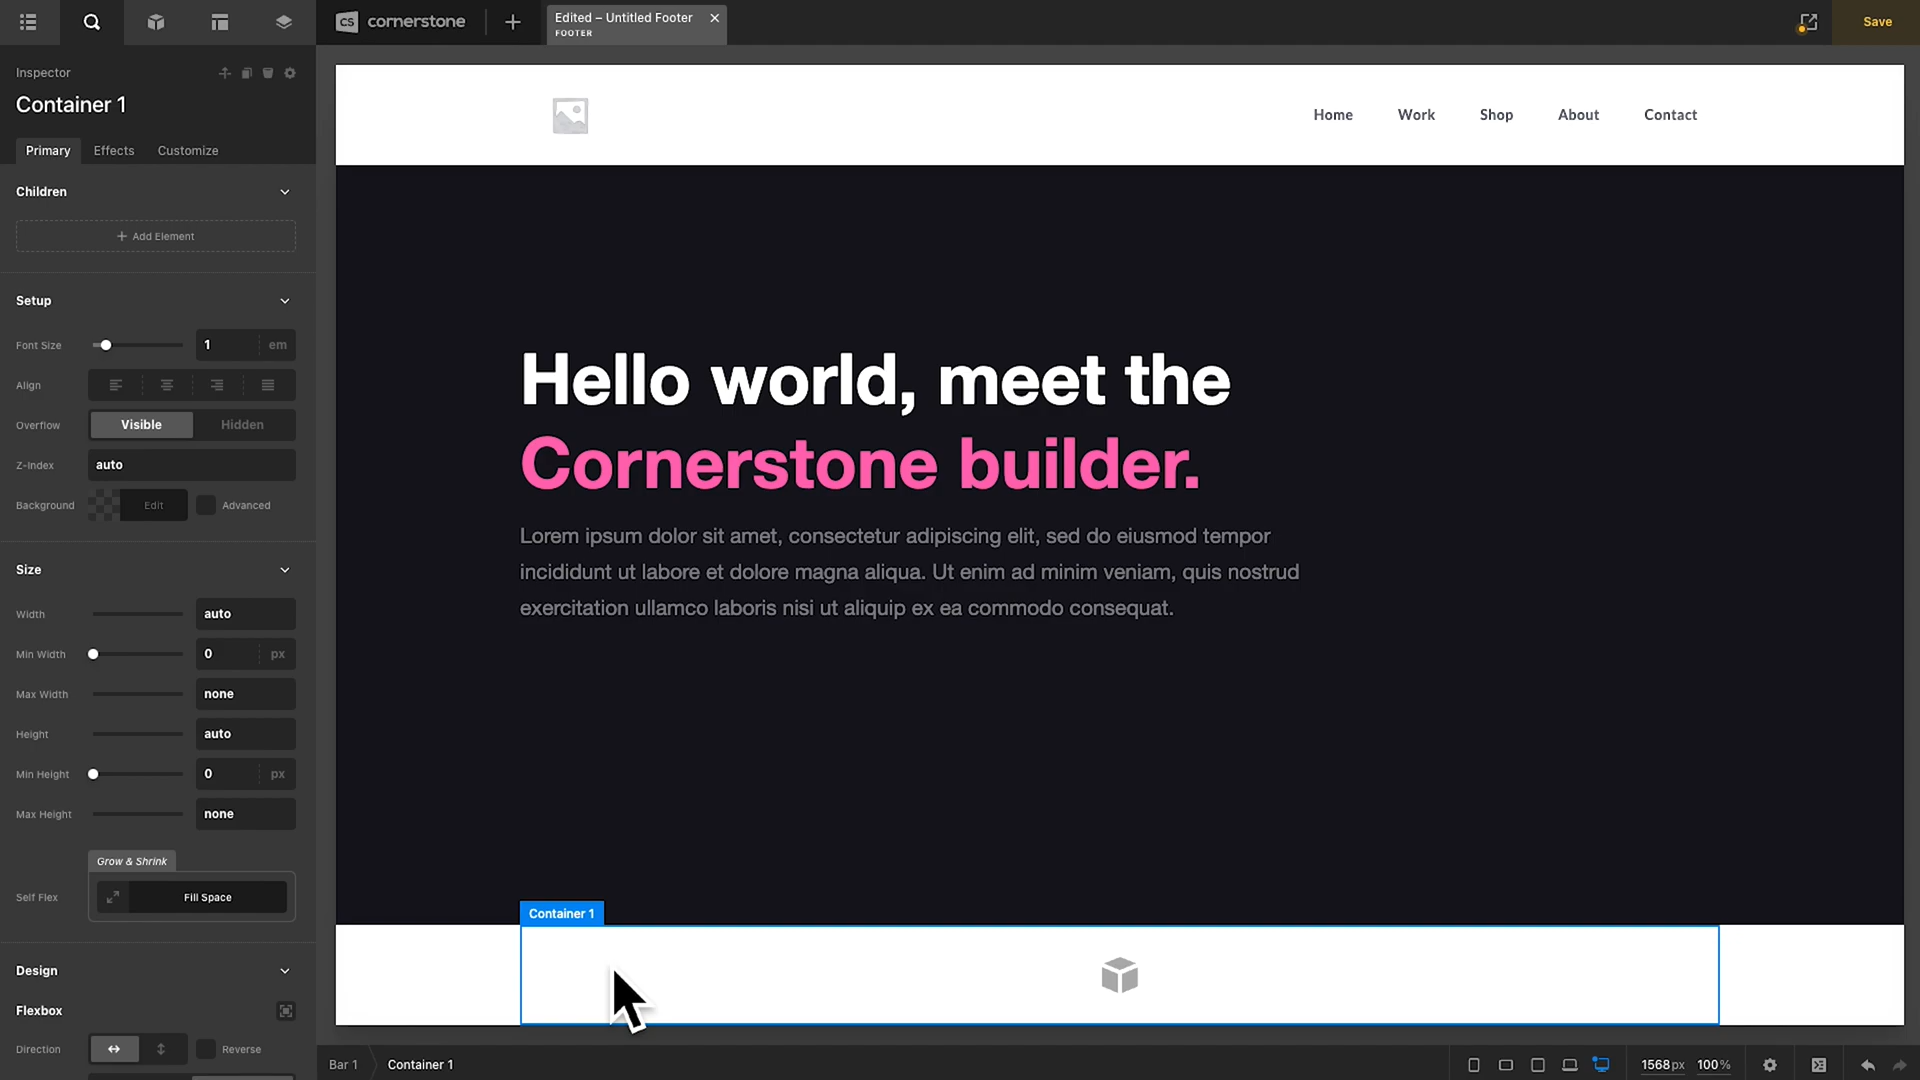 CS cornerstone
Edited – Untitled Footer
FOOTER
Save
Inspector
Container 1
Primary
Effects
Customize
Children
Add Element
Setup
Font Size
1
em
Align
Overflow
Visible
Hidden
Z-Index
auto
Background
Edit
Advanced
Size
Width
auto
Min Width
0
px
Max Width
none
Height
auto
Min Height
0
px
Max Height
none
Grow & Shrink
Self Flex
Fill Space
Design
Flexbox
Direction
Reverse
Home
Work
Shop
About
Contact
Hello world, meet the
Cornerstone builder.
Lorem ipsum dolor sit amet, consectetur adipiscing elit, sed do eiusmod tempor
incididunt ut labore et dolore magna aliqua. Ut enim ad minim veniam, quis nostrud
exercitation ullamco laboris nisi ut aliquip ex ea commodo consequat.
Container 1
Bar 1
Container 1
1568px
100%